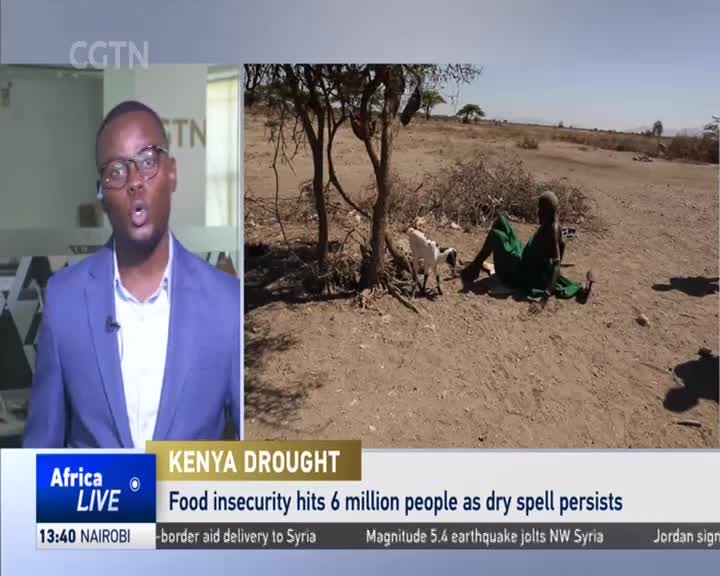 CGTN
GTN
KENYA DROUGHT
Africa
LIVE
Food insecurity hits 6 million people as dry spell persists
13:40 NAIROBI
-border aid delivery to Syria Magnitude 5.4 earthquake jolts NW Syria Jordan sign